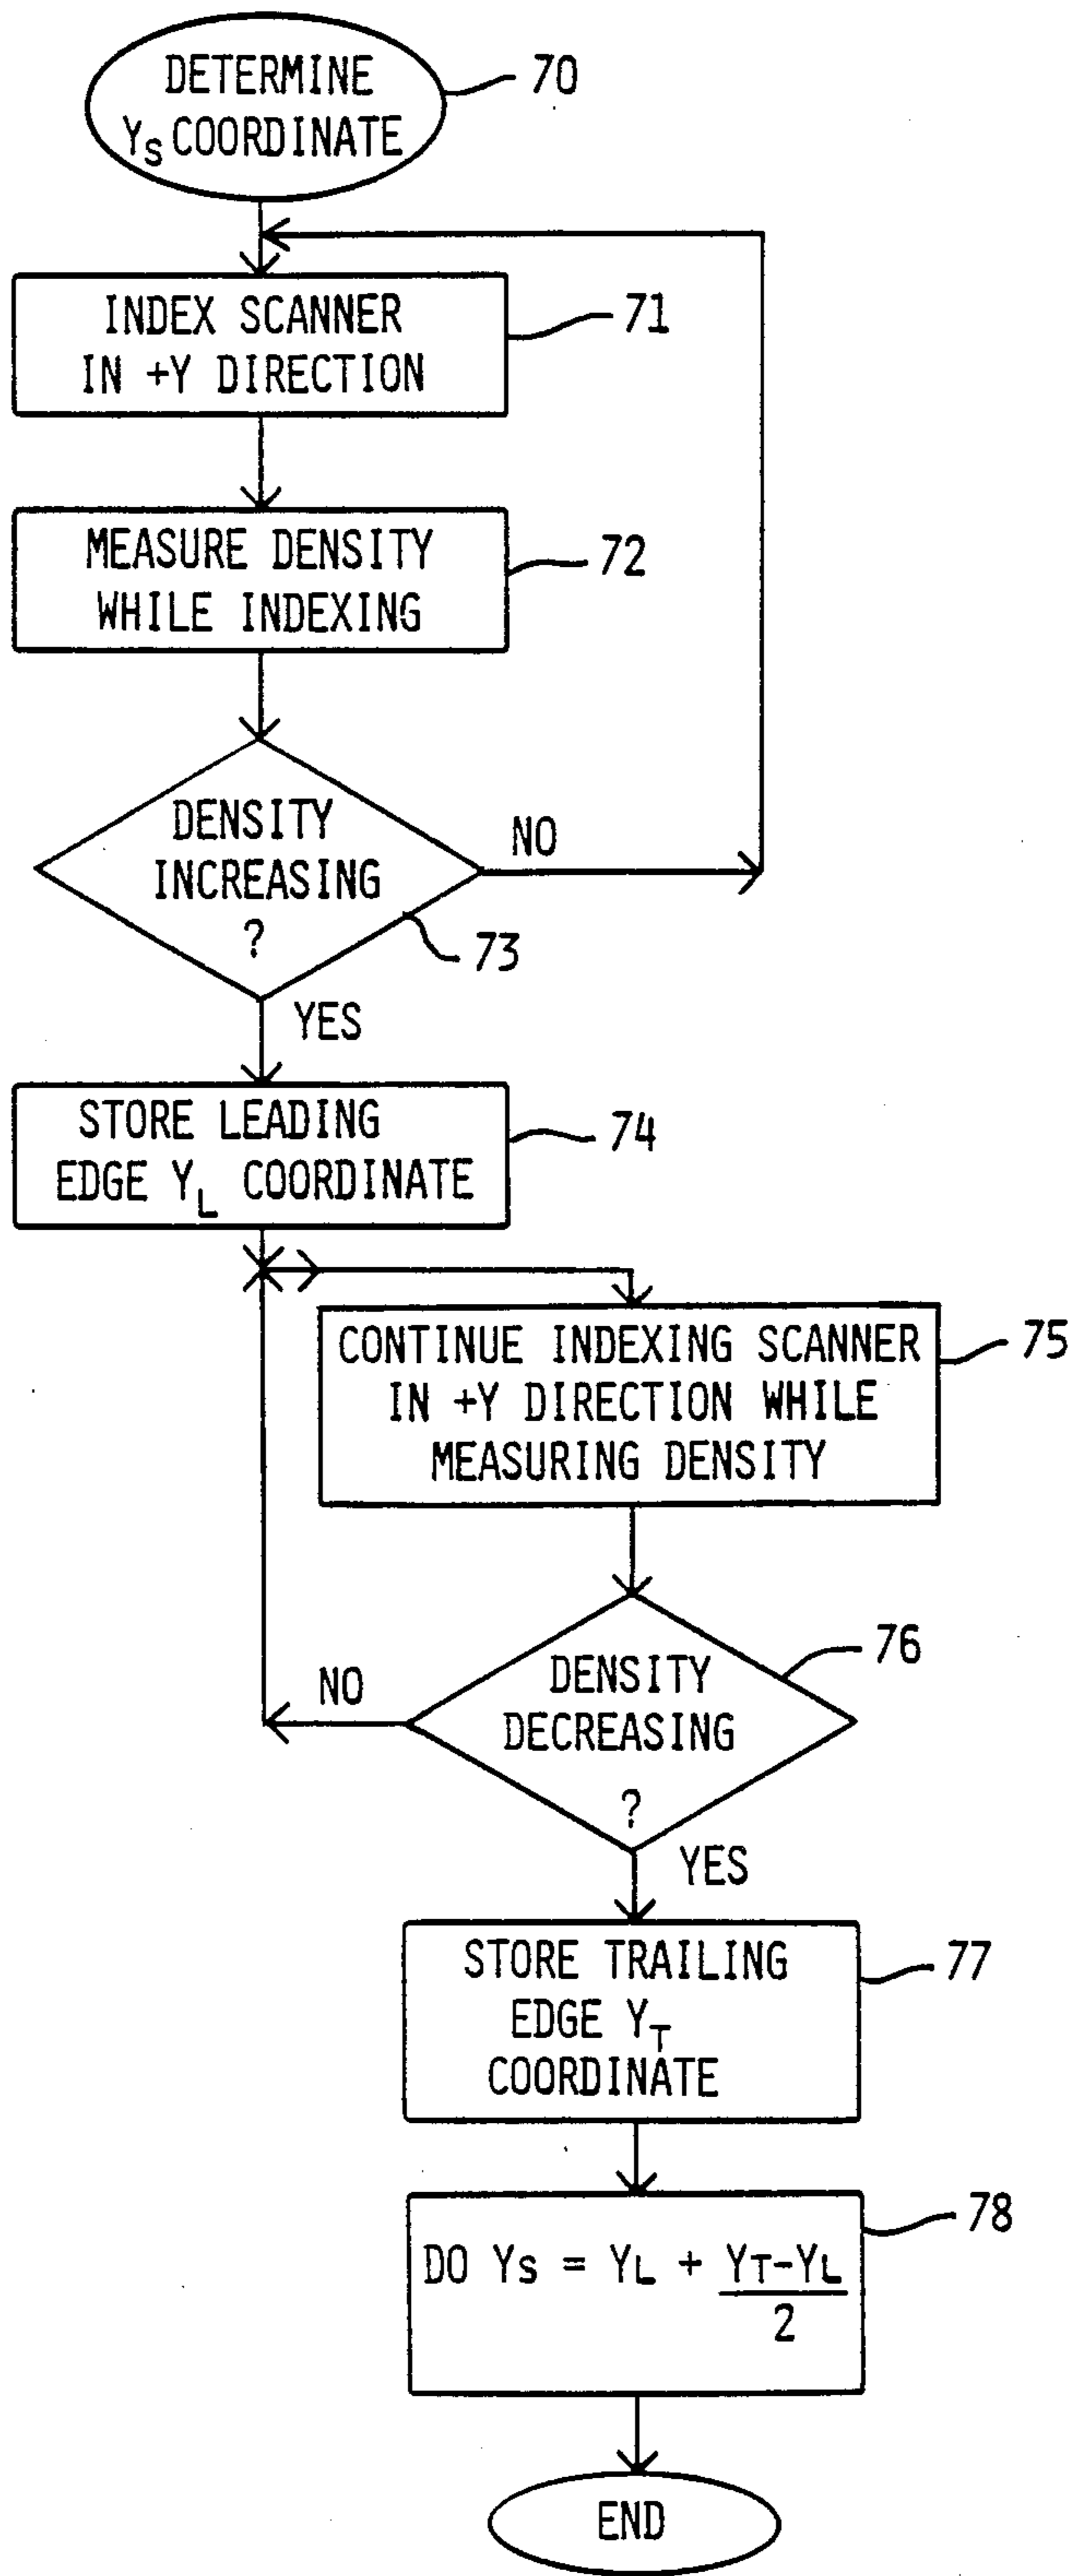 DETERMINE
YS COORDINATE
70
INDEX SCANNER
IN +Y DIRECTION
71
MEASURE DENSITY
WHILE INDEXING
72
DENSITY
INCREASING
?
NO
73
YES
STORE LEADING
EDGE YL COORDINATE
74
CONTINUE INDEXING SCANNER
IN +Y DIRECTION WHILE
MEASURING DENSITY
75
DENSITY
DECREASING
?
76
NO
YES
STORE TRAILING
EDGE YT
COORDINATE
77
DO YS = YL + YT-YL
2
78
END